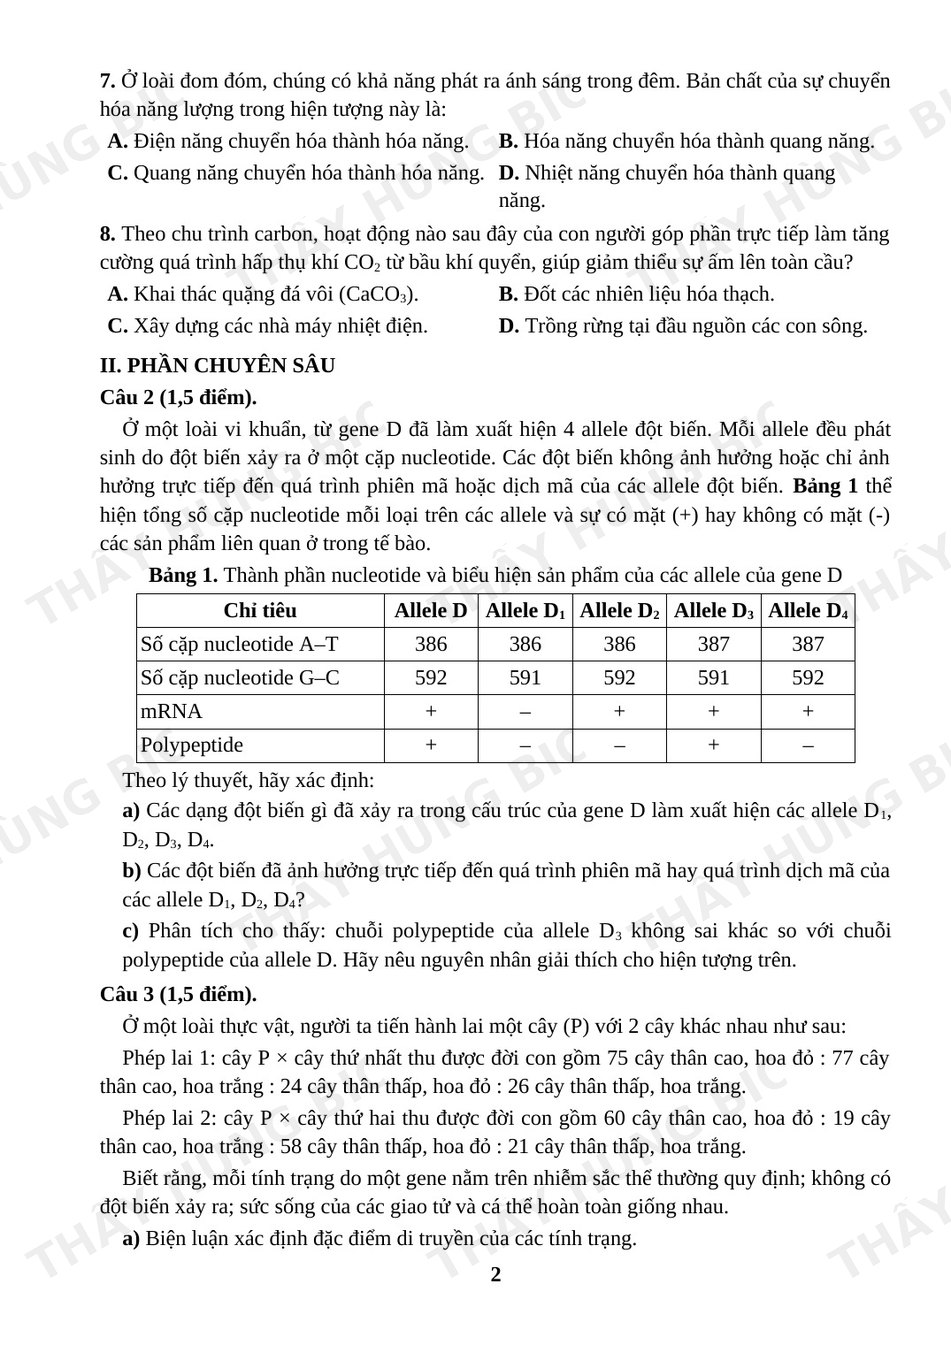 7. Ở loài đom đóm, chúng có khả năng phát ra ánh sáng trong đêm. Bản chất của sự chuyển
hóa năng lượng trong hiện tượng này là:
A. Điện năng chuyển hóa thành hóa năng. B. Hóa năng chuyển hóa thành quang năng.
C. Quang năng chuyển hóa thành hóa năng. D. Nhiệt năng chuyển hóa thành quang
năng.
8. Theo chu trình carbon, hoạt động nào sau đây của con người góp phần trực tiếp làm tăng
cường quá trình hấp thụ khí CO₂ từ bầu khí quyển, giúp giảm thiểu sự ấm lên toàn cầu?
A. Khai thác quặng đá vôi (CaCO₃). B. Đốt các nhiên liệu hóa thạch.
C. Xây dựng các nhà máy nhiệt điện. D. Trồng rừng tại đầu nguồn các con sông.
II. PHẦN CHUYÊN SÂU
Câu 2 (1,5 điểm).
Ở một loài vi khuẩn, từ gene D đã làm xuất hiện 4 allele đột biến. Mỗi allele đều phát
sinh do đột biến xảy ra ở một cặp nucleotide. Các đột biến không ảnh hưởng hoặc chỉ ảnh
hưởng trực tiếp đến quá trình phiên mã hoặc dịch mã của các allele đột biến. Bảng 1 thể
hiện tổng số cặp nucleotide mỗi loại trên các allele và sự có mặt (+) hay không có mặt (-)
các sản phẩm liên quan ở trong tế bào.
Bảng 1. Thành phần nucleotide và biểu hiện sản phẩm của các allele của gene D
Chỉ tiêu Allele D Allele D₁ Allele D₂ Allele D₃ Allele D₄
Số cặp nucleotide A–T 386 386 386 387 387
Số cặp nucleotide G–C 592 591 592 591 592
mRNA + – + + +
Polypeptide + – – + –
Theo lý thuyết, hãy xác định:
a) Các dạng đột biến gì đã xảy ra trong cấu trúc của gene D làm xuất hiện các allele D₁,
D₂, D₃, D₄.
b) Các đột biến đã ảnh hưởng trực tiếp đến quá trình phiên mã hay quá trình dịch mã của
các allele D₁, D₂, D₄?
c) Phân tích cho thấy: chuỗi polypeptide của allele D₃ không sai khác so với chuỗi
polypeptide của allele D. Hãy nêu nguyên nhân giải thích cho hiện tượng trên.
Câu 3 (1,5 điểm).
Ở một loài thực vật, người ta tiến hành lai một cây (P) với 2 cây khác nhau như sau:
Phép lai 1: cây P × cây thứ nhất thu được đời con gồm 75 cây thân cao, hoa đỏ : 77 cây
thân cao, hoa trắng : 24 cây thân thấp, hoa đỏ : 26 cây thân thấp, hoa trắng.
Phép lai 2: cây P × cây thứ hai thu được đời con gồm 60 cây thân cao, hoa đỏ : 19 cây
thân cao, hoa trắng : 58 cây thân thấp, hoa đỏ : 21 cây thân thấp, hoa trắng.
Biết rằng, mỗi tính trạng do một gene nằm trên nhiễm sắc thể thường quy định; không có
đột biến xảy ra; sức sống của các giao tử và cá thể hoàn toàn giống nhau.
a) Biện luận xác định đặc điểm di truyền của các tính trạng.
2
THẦY HÙNG BIO